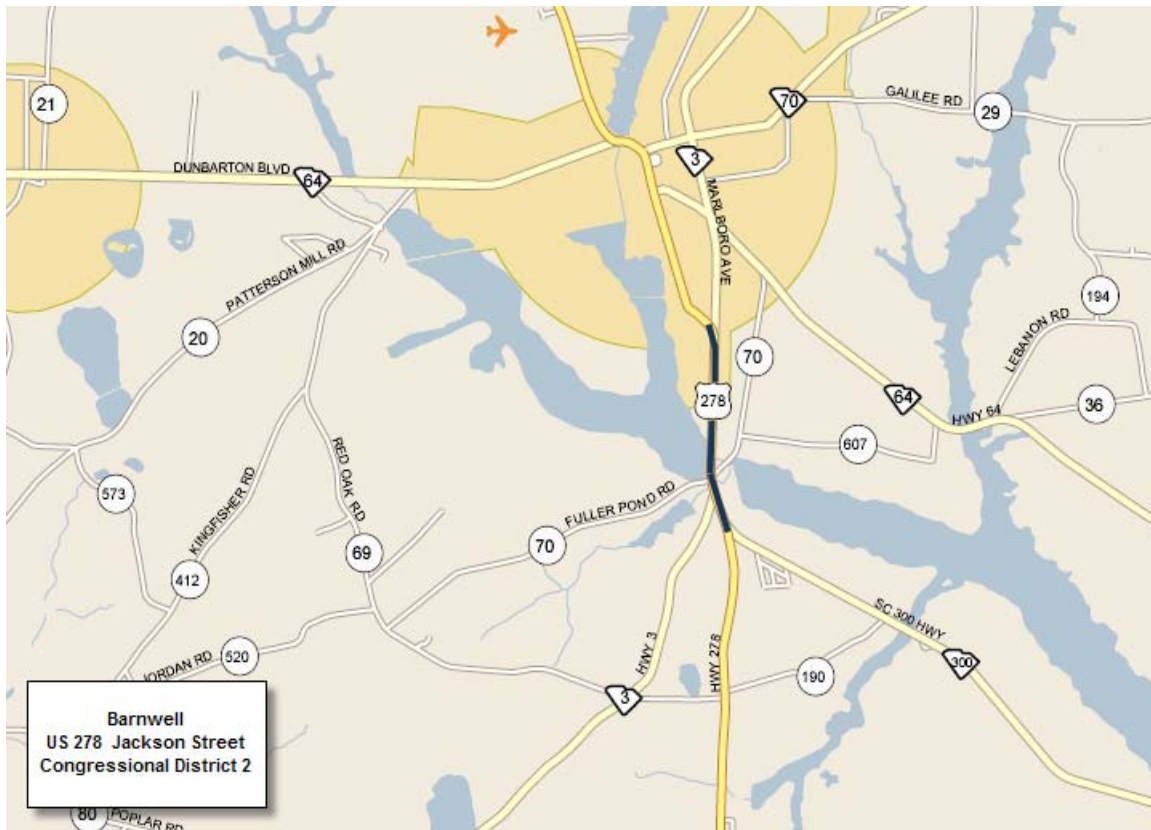 21
70
GALILEE RD
29
3
DUNBARTON BLVD
64
MARLBORO AVE
PATTERSON MILL RD
20
194
LEBANON RD
70
278
64
36
HWY 64
607
573
KINGFISHER RD
RED OAK RD
FULLER POND RD
70
69
412
SC 300 HWY
520
JORDAN RD
HWY 3
HWY 278
300
190
3
Barnwell
US 278 Jackson Street
Congressional District 2
80
POPLAR RD